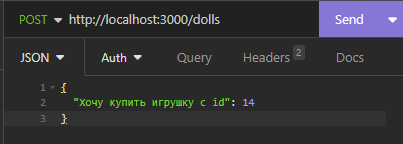 POST http://localhost:3000/dolls Send
JSON Auth Query Headers 2 Docs
1 {
2 "Хочу купить игрушку с id": 14
3 }